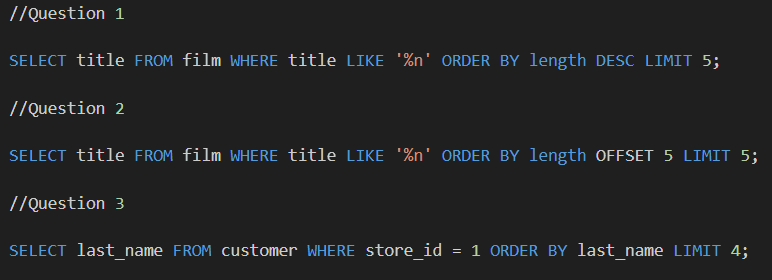 //Question 1
SELECT title FROM film WHERE title LIKE '%n' ORDER BY length DESC LIMIT 5;
//Question 2
SELECT title FROM film WHERE title LIKE '%n' ORDER BY length OFFSET 5 LIMIT 5;
//Question 3
SELECT last_name FROM customer WHERE store_id = 1 ORDER BY last_name LIMIT 4;